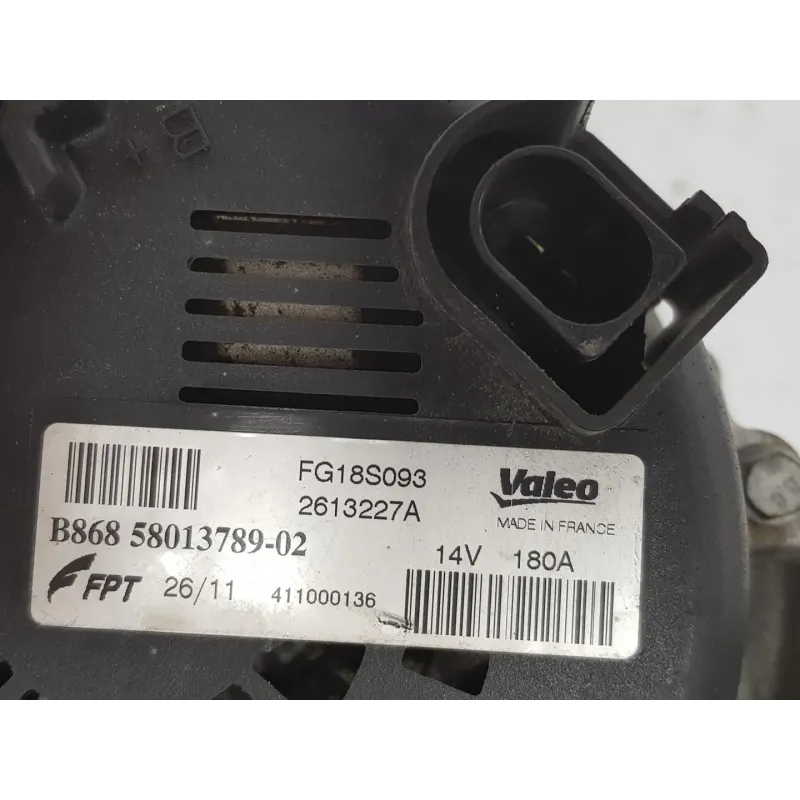 B+
FG18S093
2613227A
Valeo
MADE IN FRANCE
B868 58013789-02
14V 180A
FPT 26/11 411000136